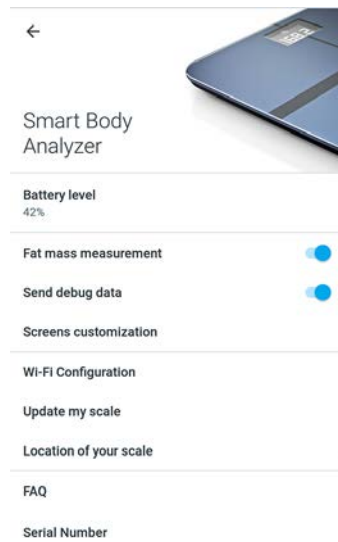 Smart Body
Analyzer
Battery level
42%
Fat mass measurement
Send debug data
Screens customization
Wi-Fi Configuration
Update my scale
Location of your scale
FAQ
Serial Number